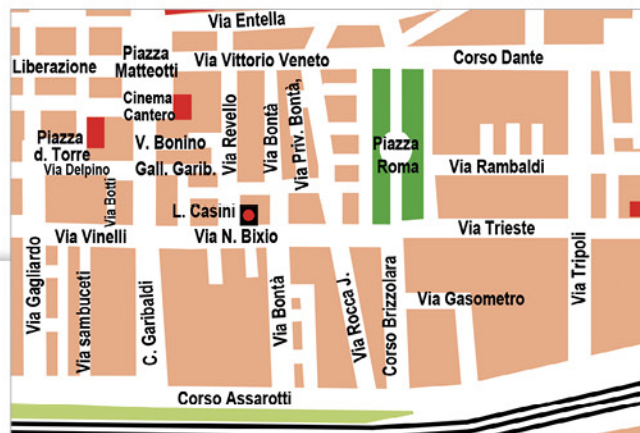 Via Entella
Piazza
Matteotti
Via Vittorio Veneto
Corso Dante
Liberazione
Cinema
Cantero
Piazza
d. Torre
V. Bonino
Via Revello
Via Bontà
Via Priv. Bontà,
Piazza
Roma
Via Delpino
Gall. Garib.
Via Rambaldi
Via Botti
L. Casini
Via Vinelli
Via N. Bixio
Via Trieste
Via Gagliardo
Via sambuceti
C. Garibaldi
Via Bontà
Via Rocca J.
Corso Brizzolara
Via Gasometro
Via Tripoli
Corso Assarotti